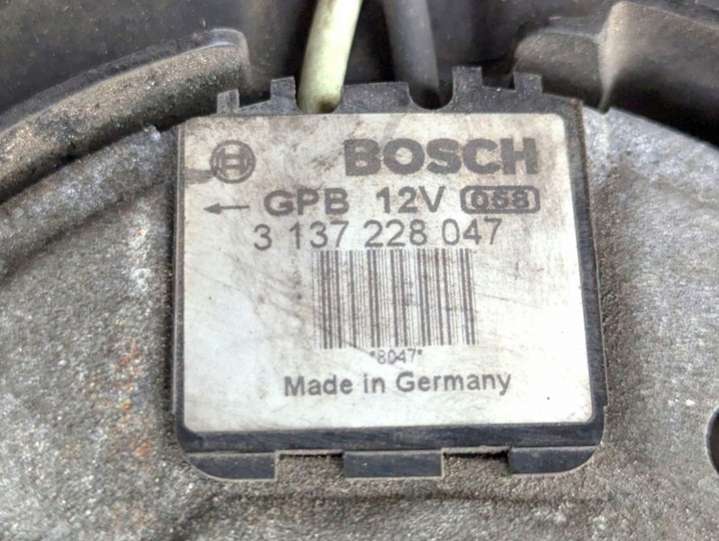 BOSCH
← GPB 12V 058
3 137 228 047
*8047*
Made in Germany